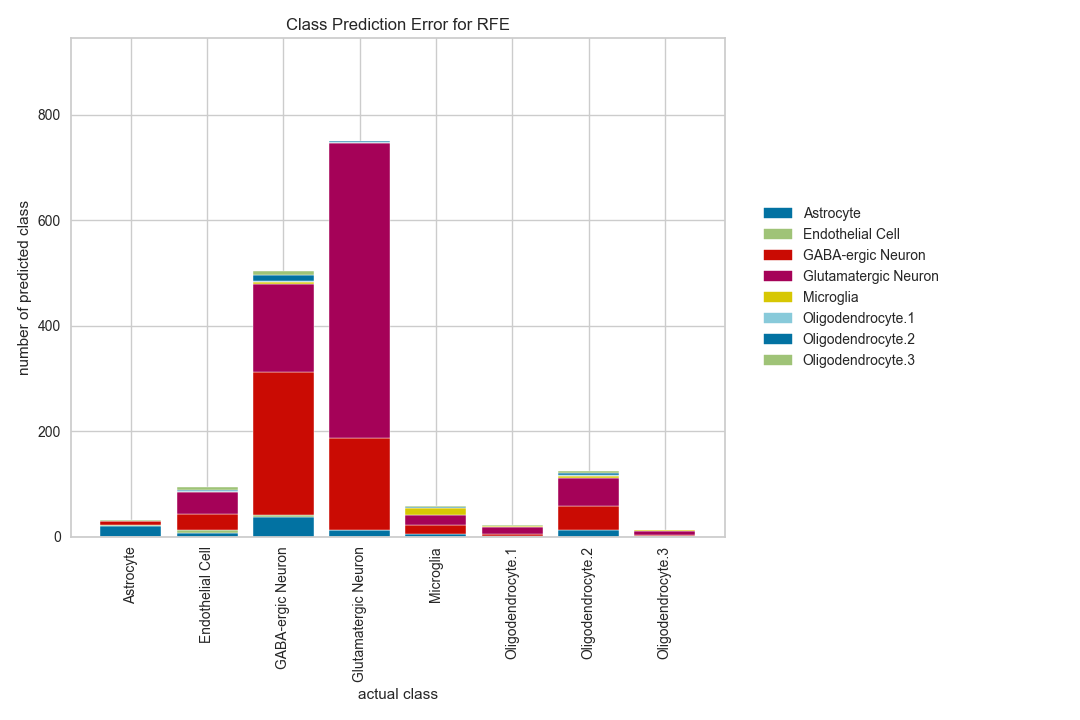 Class Prediction Error for RFE
number of predicted class
800
600
400
200
0
Astrocyte
Endothelial Cell
GABA-ergic Neuron
Glutamatergic Neuron
Microglia
Oligodendrocyte.1
Oligodendrocyte.2
Oligodendrocyte.3
actual class
Astrocyte
Endothelial Cell
GABA-ergic Neuron
Glutamatergic Neuron
Microglia
Oligodendrocyte.1
Oligodendrocyte.2
Oligodendrocyte.3